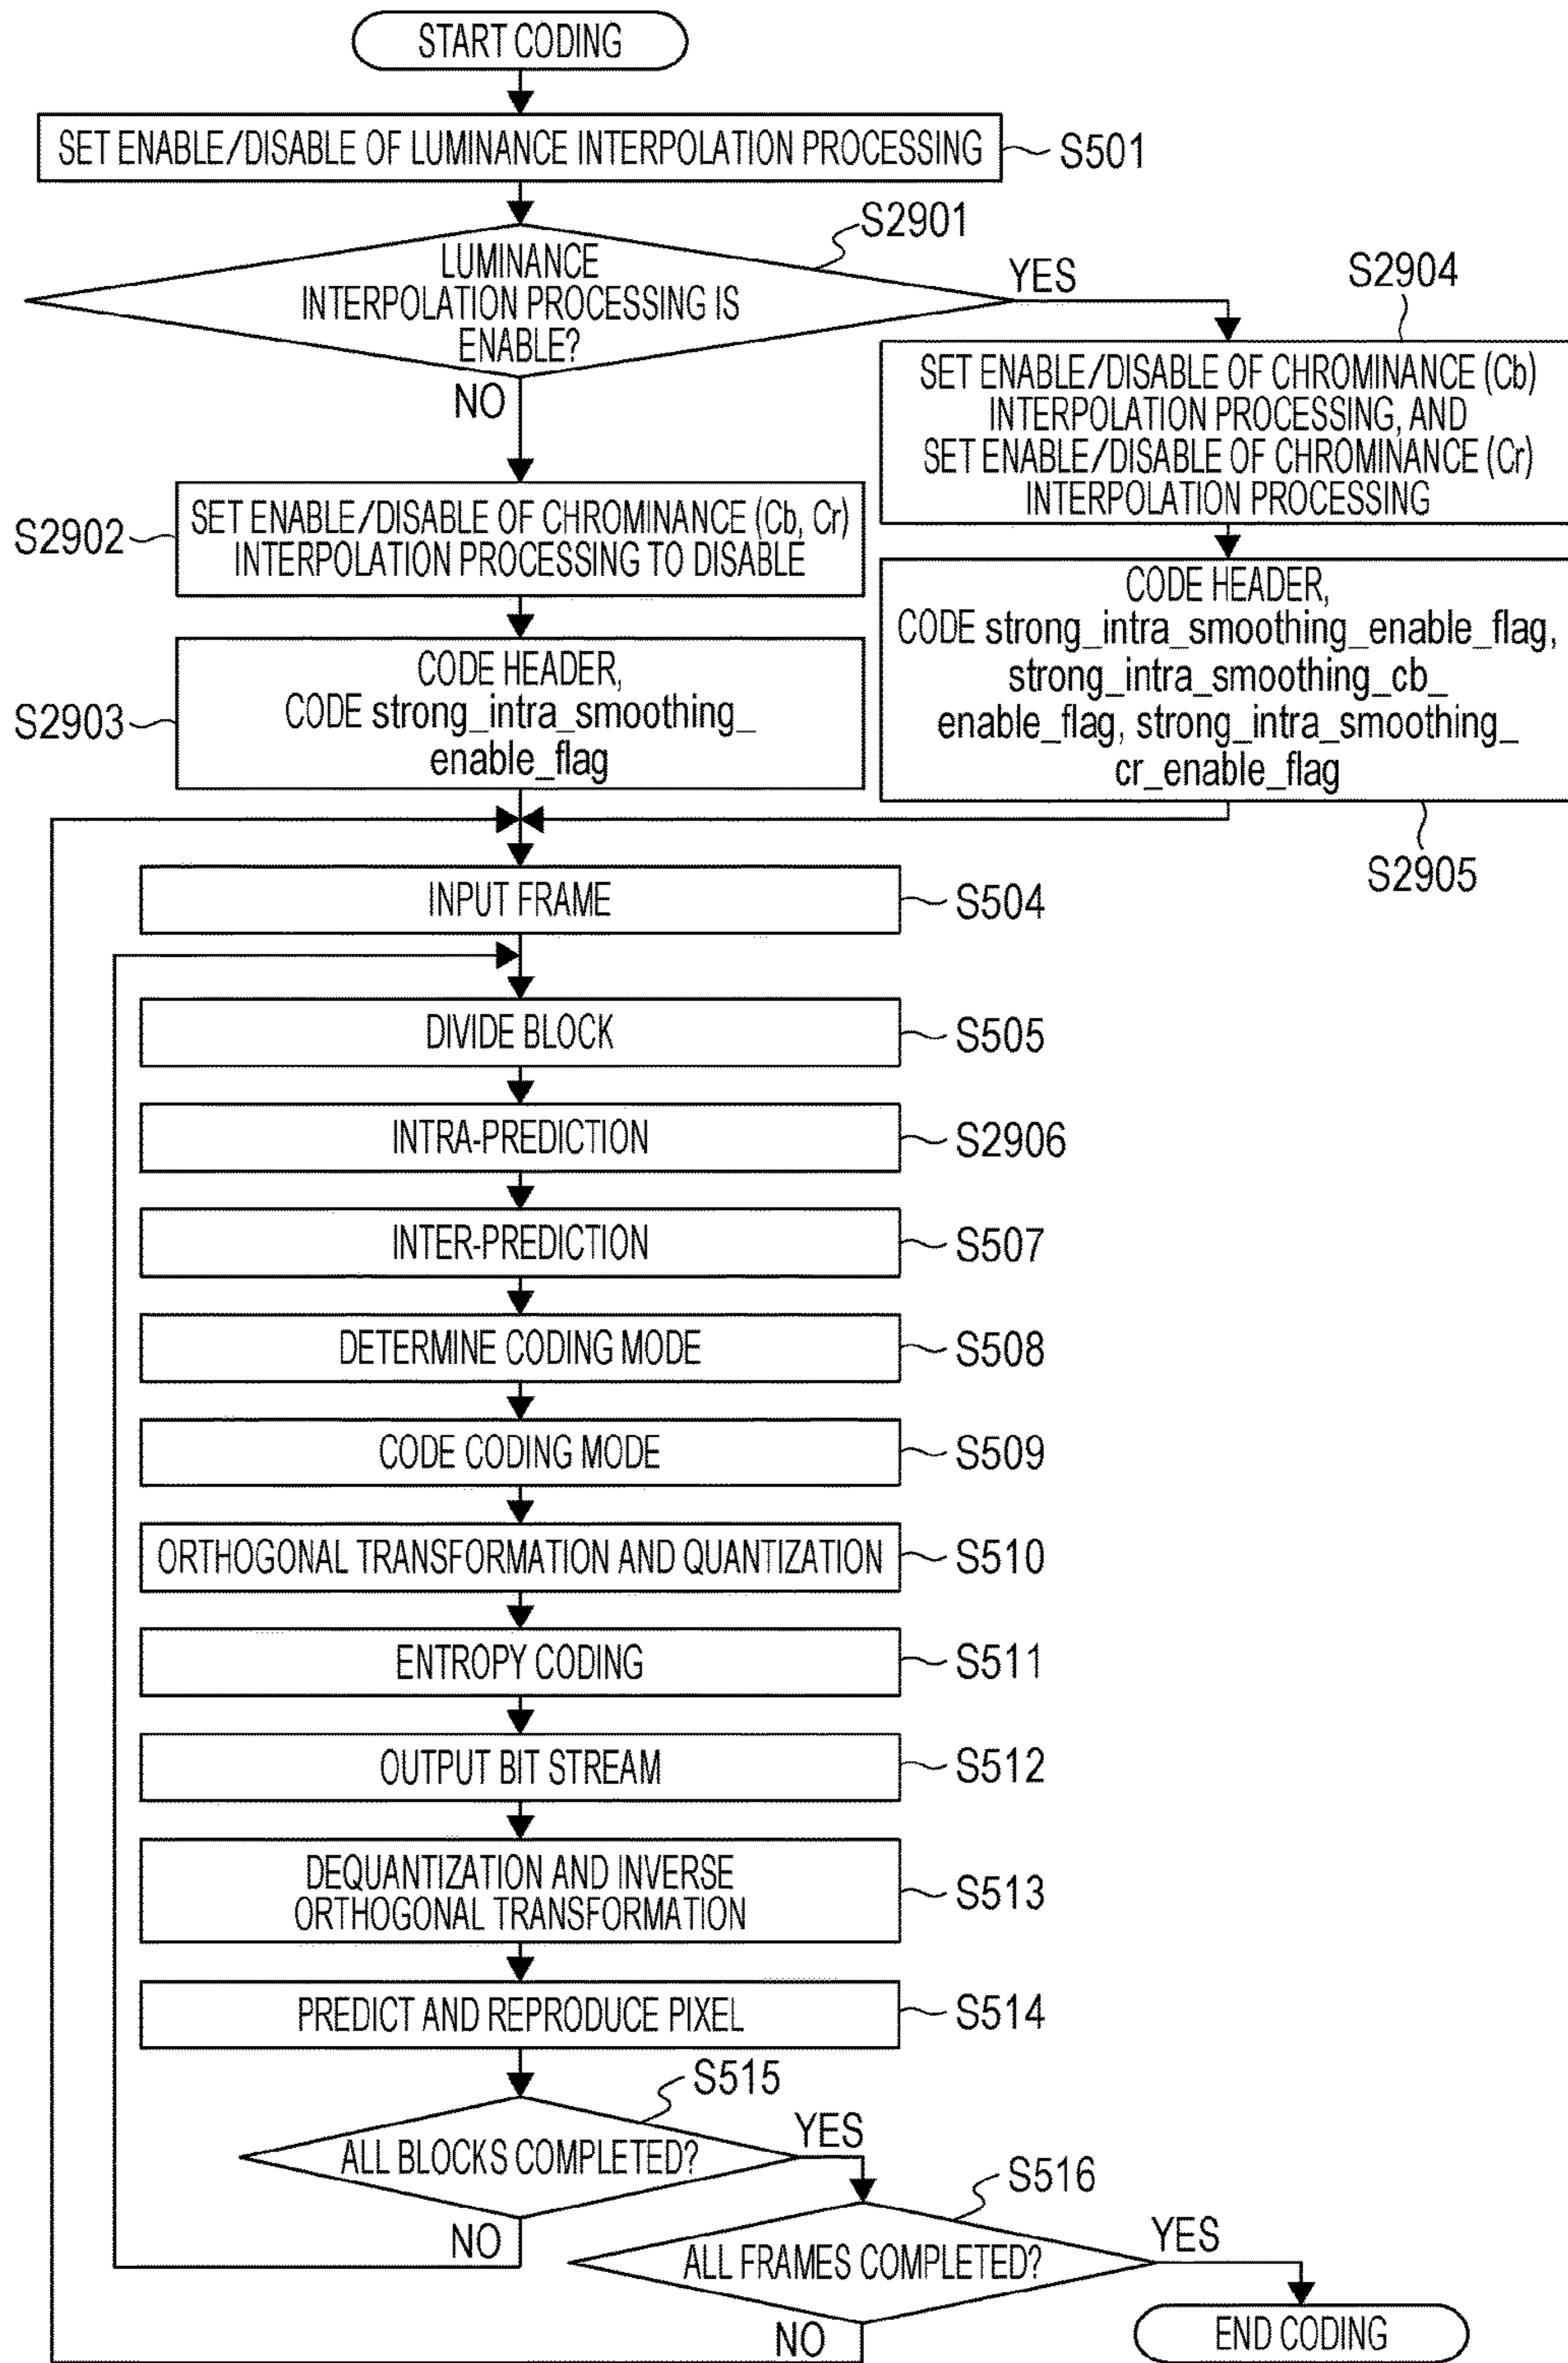 START CODING
SET ENABLE/DISABLE OF LUMINANCE INTERPOLATION PROCESSING
S501
S2901
LUMINANCE
INTERPOLATION PROCESSING IS
ENABLE?
YES
NO
S2904
SET ENABLE/DISABLE OF CHROMINANCE (Cb)
INTERPOLATION PROCESSING, AND
SET ENABLE/DISABLE OF CHROMINANCE (Cr)
INTERPOLATION PROCESSING
S2902
SET ENABLE/DISABLE OF CHROMINANCE (Cb, Cr)
INTERPOLATION PROCESSING TO DISABLE
CODE HEADER,
CODE strong_intra_smoothing_enable_flag,
strong_intra_smoothing_cb_
enable_flag, strong_intra_smoothing_
cr_enable_flag
S2905
S2903
CODE HEADER,
CODE strong_intra_smoothing_
enable_flag
INPUT FRAME
S504
DIVIDE BLOCK
S505
INTRA-PREDICTION
S2906
INTER-PREDICTION
S507
DETERMINE CODING MODE
S508
CODE CODING MODE
S509
ORTHOGONAL TRANSFORMATION AND QUANTIZATION
S510
ENTROPY CODING
S511
OUTPUT BIT STREAM
S512
DEQUANTIZATION AND INVERSE
ORTHOGONAL TRANSFORMATION
S513
PREDICT AND REPRODUCE PIXEL
S514
S515
ALL BLOCKS COMPLETED?
YES
NO
S516
ALL FRAMES COMPLETED?
YES
NO
END CODING